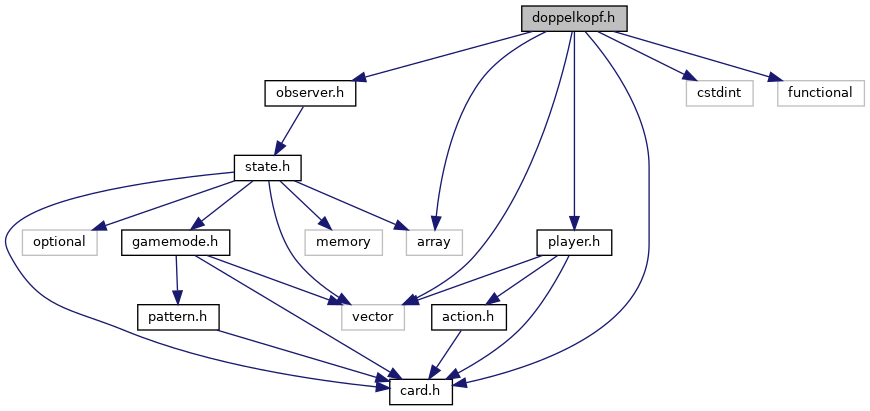 doppelkopf.h
observer.h
cstdint
functional
state.h
optional
gamemode.h
memory
array
player.h
pattern.h
vector
action.h
card.h